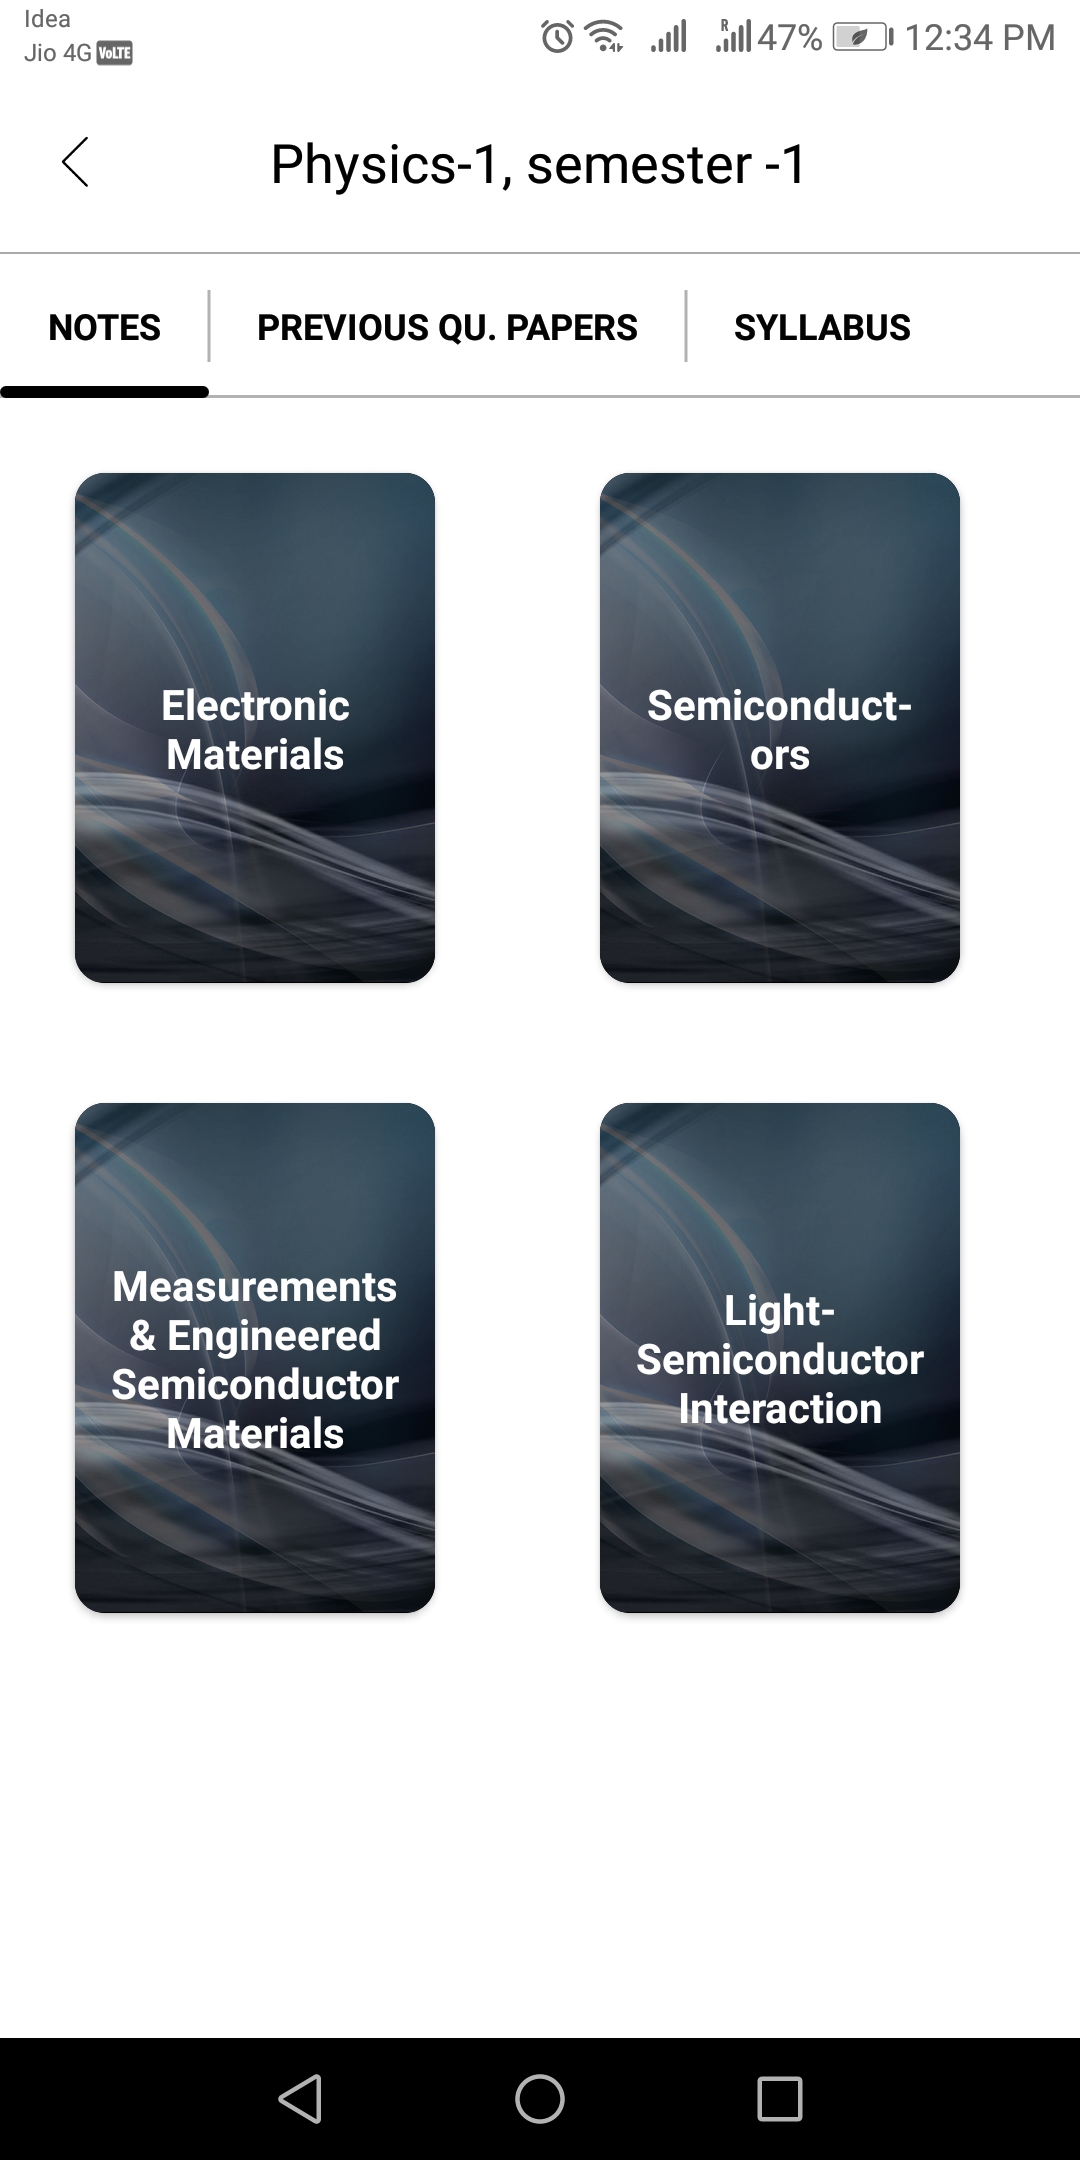 Idea
Jio 4G VoLTE
R 47% 12:34 PM
Physics-1, semester -1
NOTES
PREVIOUS QU. PAPERS
SYLLABUS
Electronic
Materials
Semiconduct-
ors
Measurements
& Engineered
Semiconductor
Materials
Light-
Semiconductor
Interaction